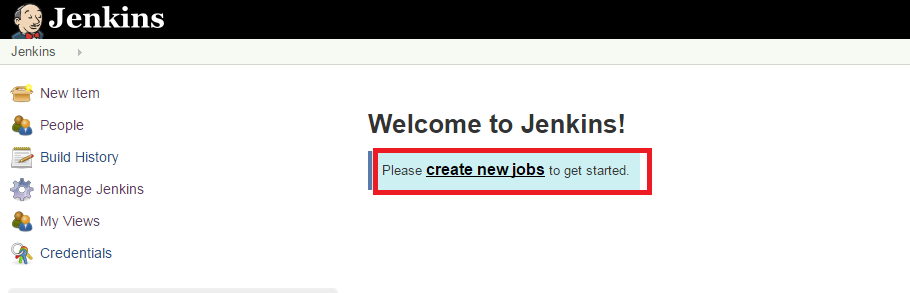 Jenkins
Jenkins
New Item
People
Build History
Manage Jenkins
My Views
Credentials
Welcome to Jenkins!
Please create new jobs to get started.